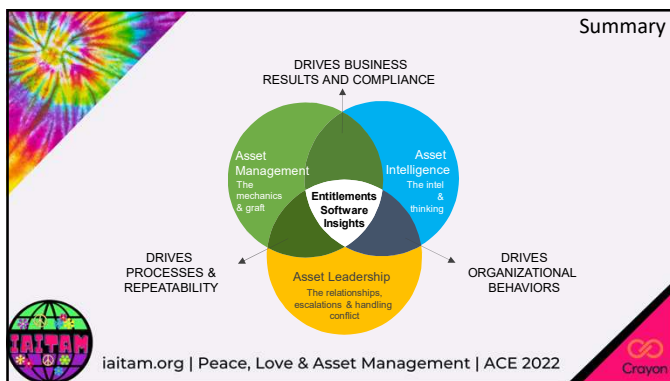 Summary
DRIVES BUSINESS
RESULTS AND COMPLIANCE
Asset
Management
The
mechanics
& graft
Asset
Intelligence
The intel
&
thinking
Entitlements
Software
Insights
DRIVES
PROCESSES &
REPEATABILITY
Asset Leadership
The relationships,
escalations & handling
conflict
DRIVES
ORGANIZATIONAL
BEHAVIORS
IAITAM
iaitam.org | Peace, Love & Asset Management | ACE 2022
Crayon